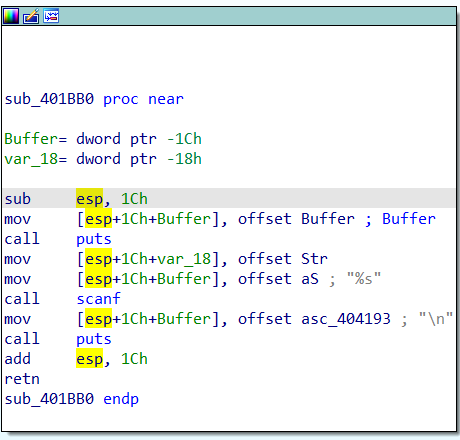 sub_401BB0 proc near
Buffer= dword ptr -1Ch
var_18= dword ptr -18h
sub     esp, 1Ch
mov     [esp+1Ch+Buffer], offset Buffer ; Buffer
call    puts
mov     [esp+1Ch+var_18], offset Str
mov     [esp+1Ch+Buffer], offset aS ; "%s"
call    scanf
mov     [esp+1Ch+Buffer], offset asc_404193 ; "\n"
call    puts
add     esp, 1Ch
retn
sub_401BB0 endp